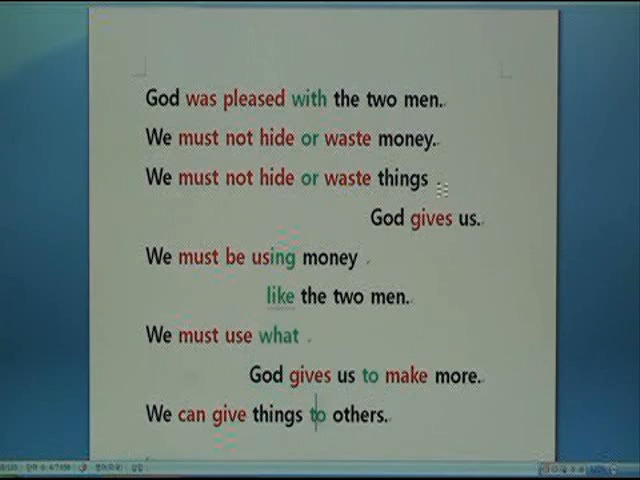 God was pleased with the two men.
We must not hide or waste money.
We must not hide or waste things
God gives us.
We must be using money
like the two men.
We must use what
God gives us to make more.
We can give things to others.